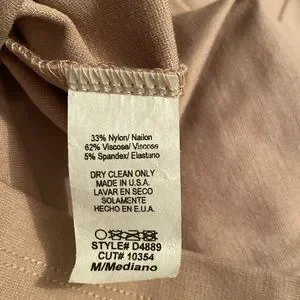 33% Nylon/ Nailon
62% Viscose/ Viscose
5% Spandex/ Elastano
DRY CLEAN ONLY
MADE IN U.S.A.
LAVAR EN SECO
SOLAMENTE
HECHO EN E.U.A.
STYLE# D4889
CUT# 10354
M/Mediano